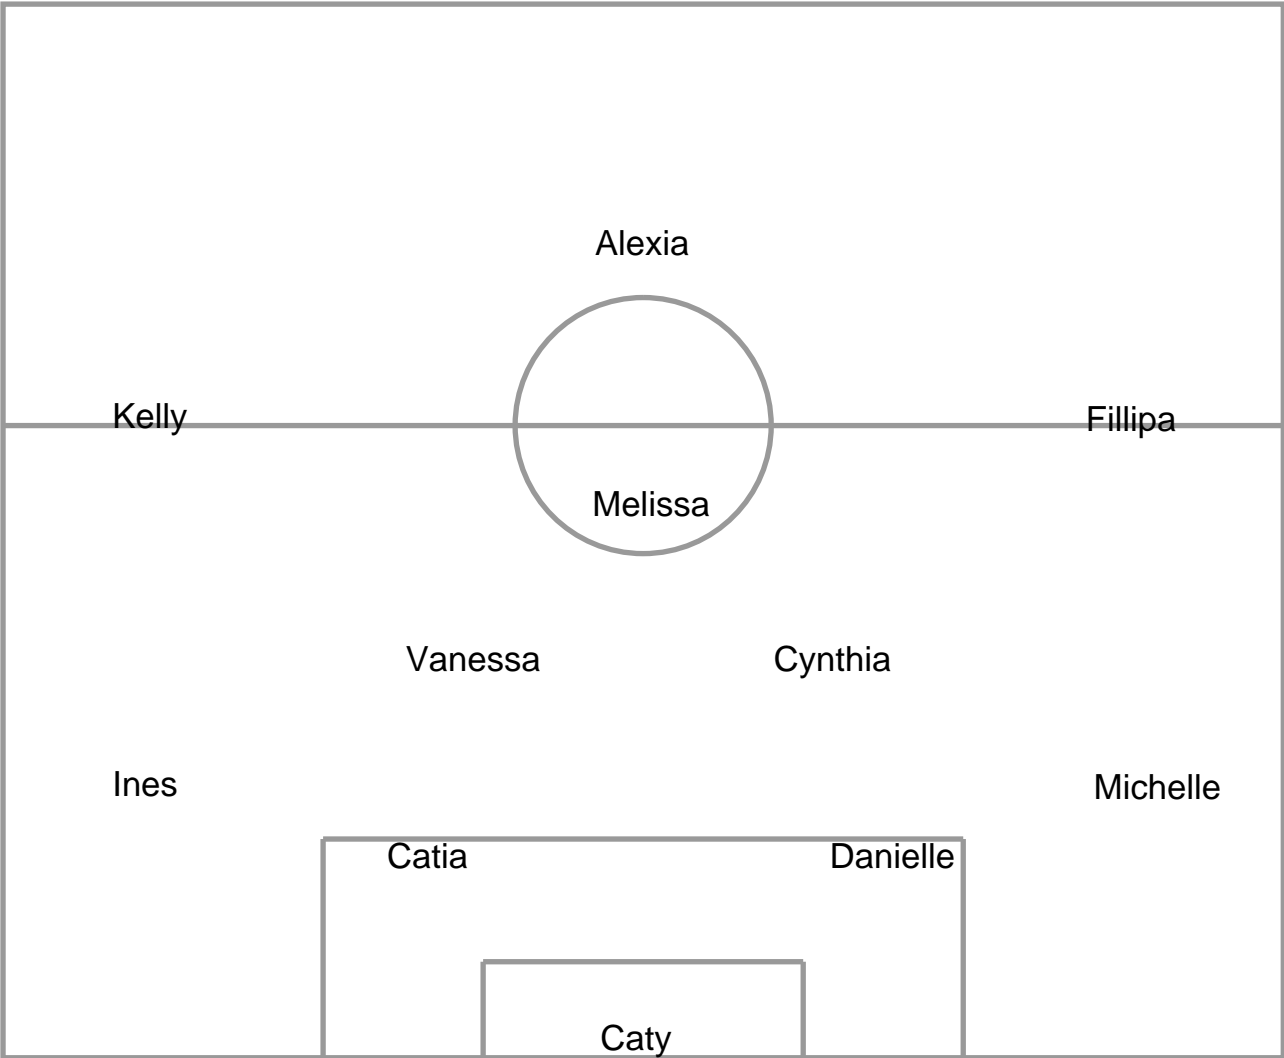 Alexia
Kelly
Fillipa
Melissa
Vanessa
Cynthia
Ines
Michelle
Catia
Danielle
Caty